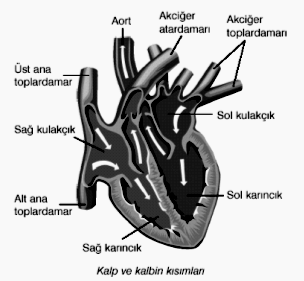 Aort
Akciğer
atardamarı
Akciğer
toplardamarı
Üst ana
toplardamar
Sol kulakçık
Sağ kulakçık
Alt ana
toplardamar
Sol karıncık
Sağ karıncık
Kalp ve kalbin kısımları